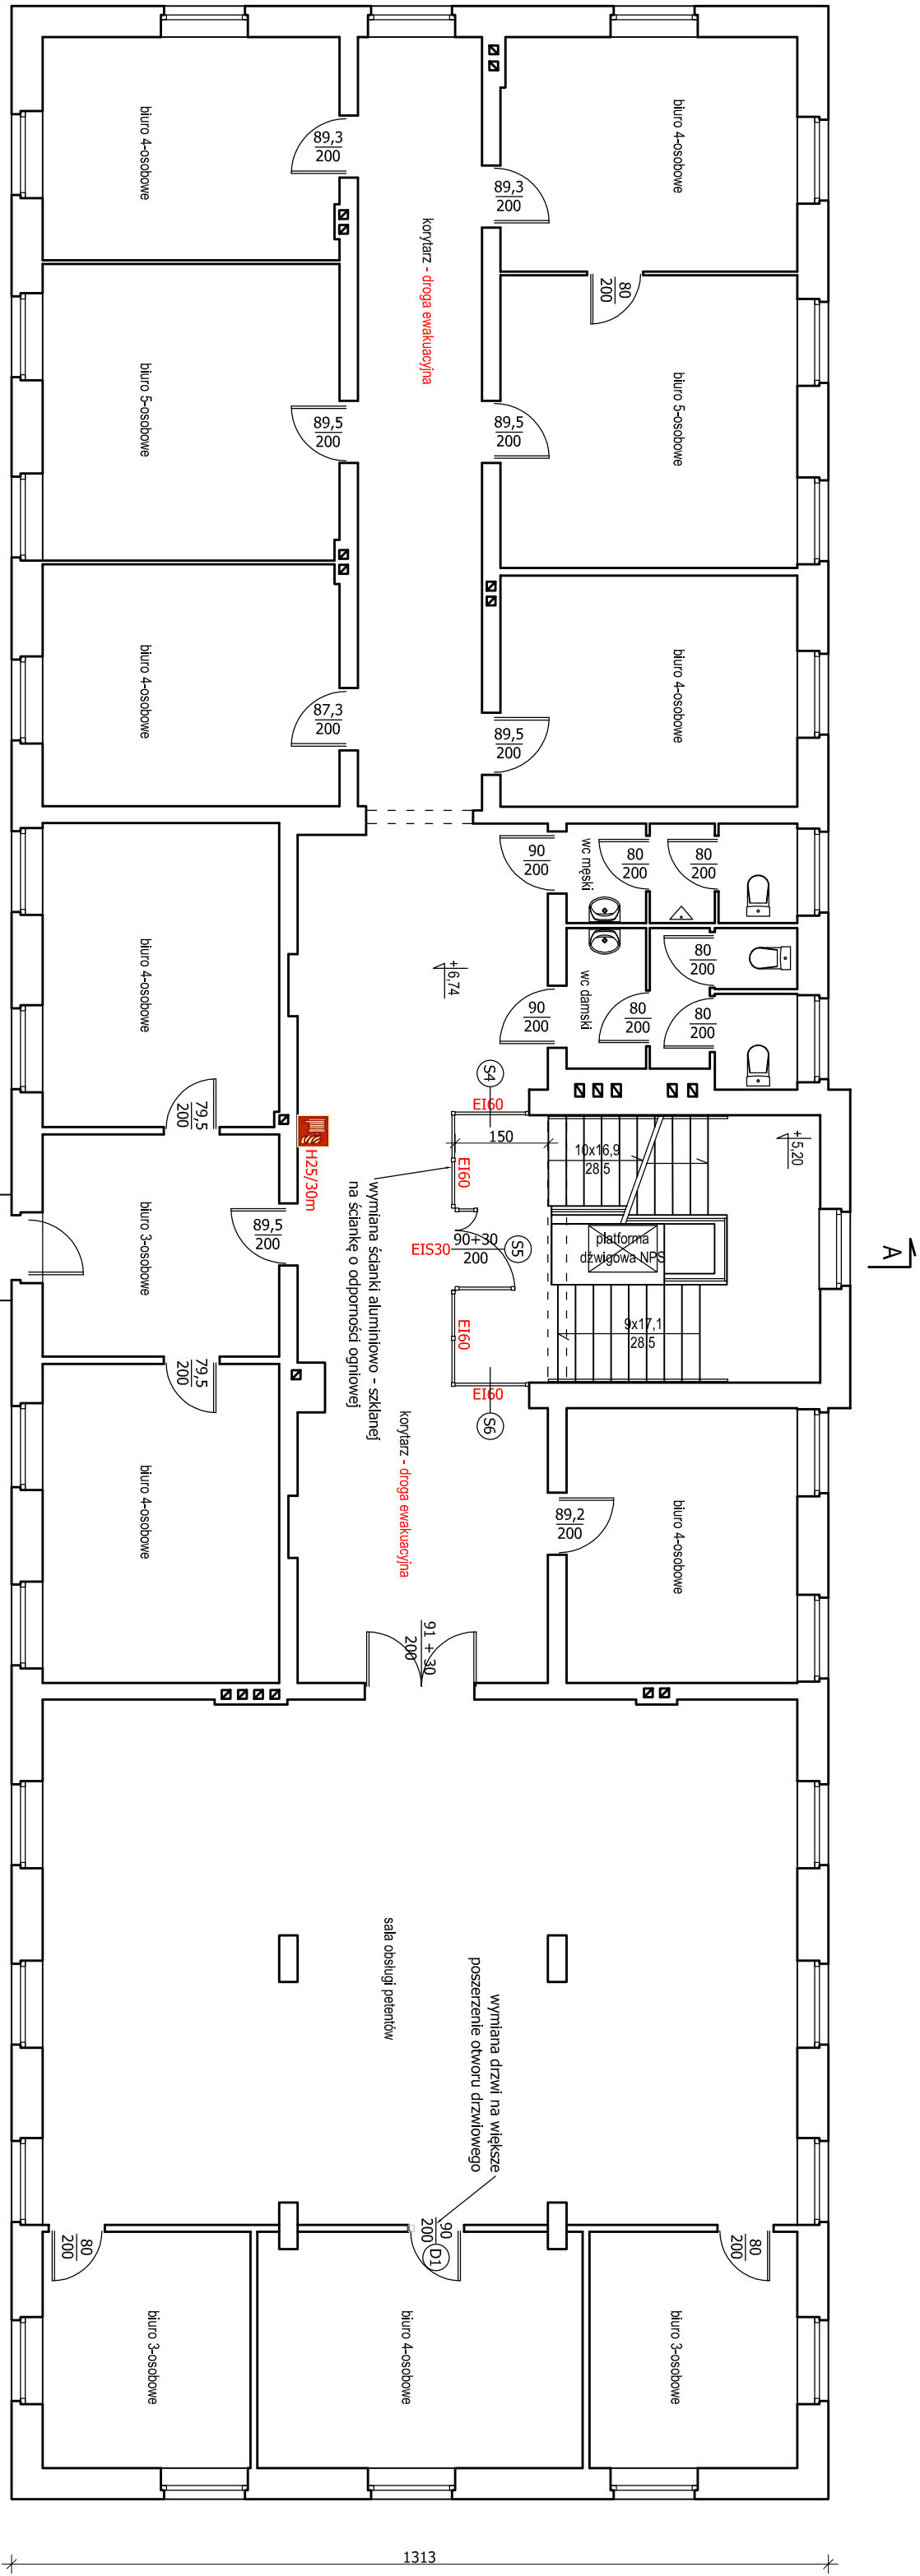 biuro 4-osobowe
89,3
200
89,3
200
biuro 4-osobowe
korytarz - droga ewakuacyjna
80
200
biuro 5-osobowe
89,5
200
89,5
200
biuro 5-osobowe
biuro 4-osobowe
87,3
200
89,5
200
biuro 4-osobowe
90
200
wc męski
80
200
80
200
biuro 4-osobowe
+6,74
90
200
wc damski
80
200
80
200
80
200
79,5
200
H25/30m
S4
EI60
150
EI60
10x16,9
28,5
+5,20
biuro 3-osobowe
89,5
200
wymiana ścianki aluminiowo - szklanej
na ściankę o odporności ogniowej
EIS30
90+30
200
S5
platforma
dźwigowa NPS
A
EI60
9x17,1
28,5
79,5
200
EI60
S6
biuro 4-osobowe
korytarz - droga ewakuacyjna
89,2
200
biuro 4-osobowe
91 + 30
200
sala obsługi petentów
wymiana drzwi na większe
poszerzenie otworu drzwiowego
80
200
90
200
D1
80
200
biuro 3-osobowe
biuro 4-osobowe
biuro 3-osobowe
1313